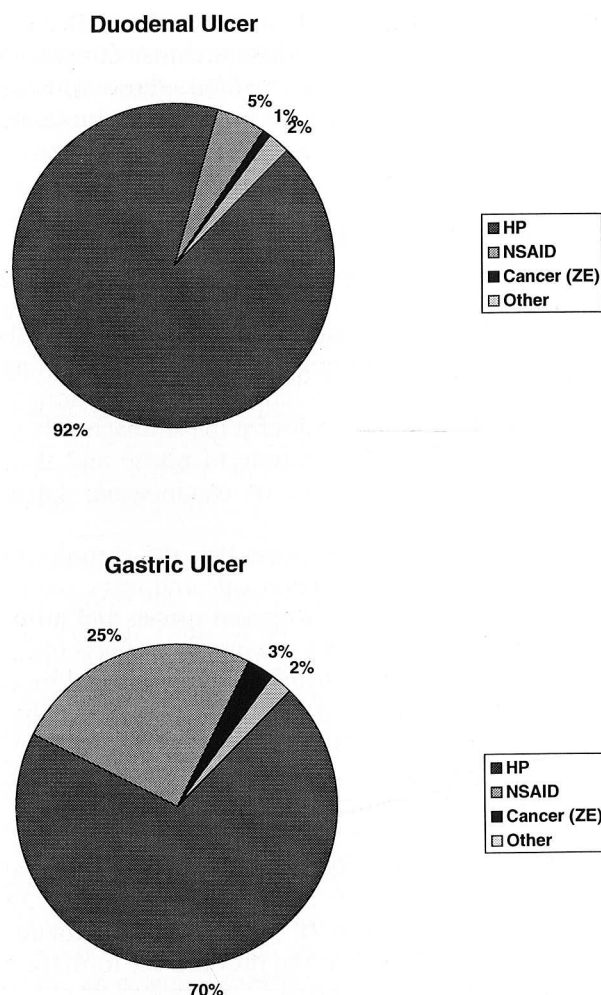 Duodenal Ulcer
5%
1%
2%
92%
HP
NSAID
Cancer (ZE)
Other
Gastric Ulcer
25%
3%
2%
70%
HP
NSAID
Cancer (ZE)
Other